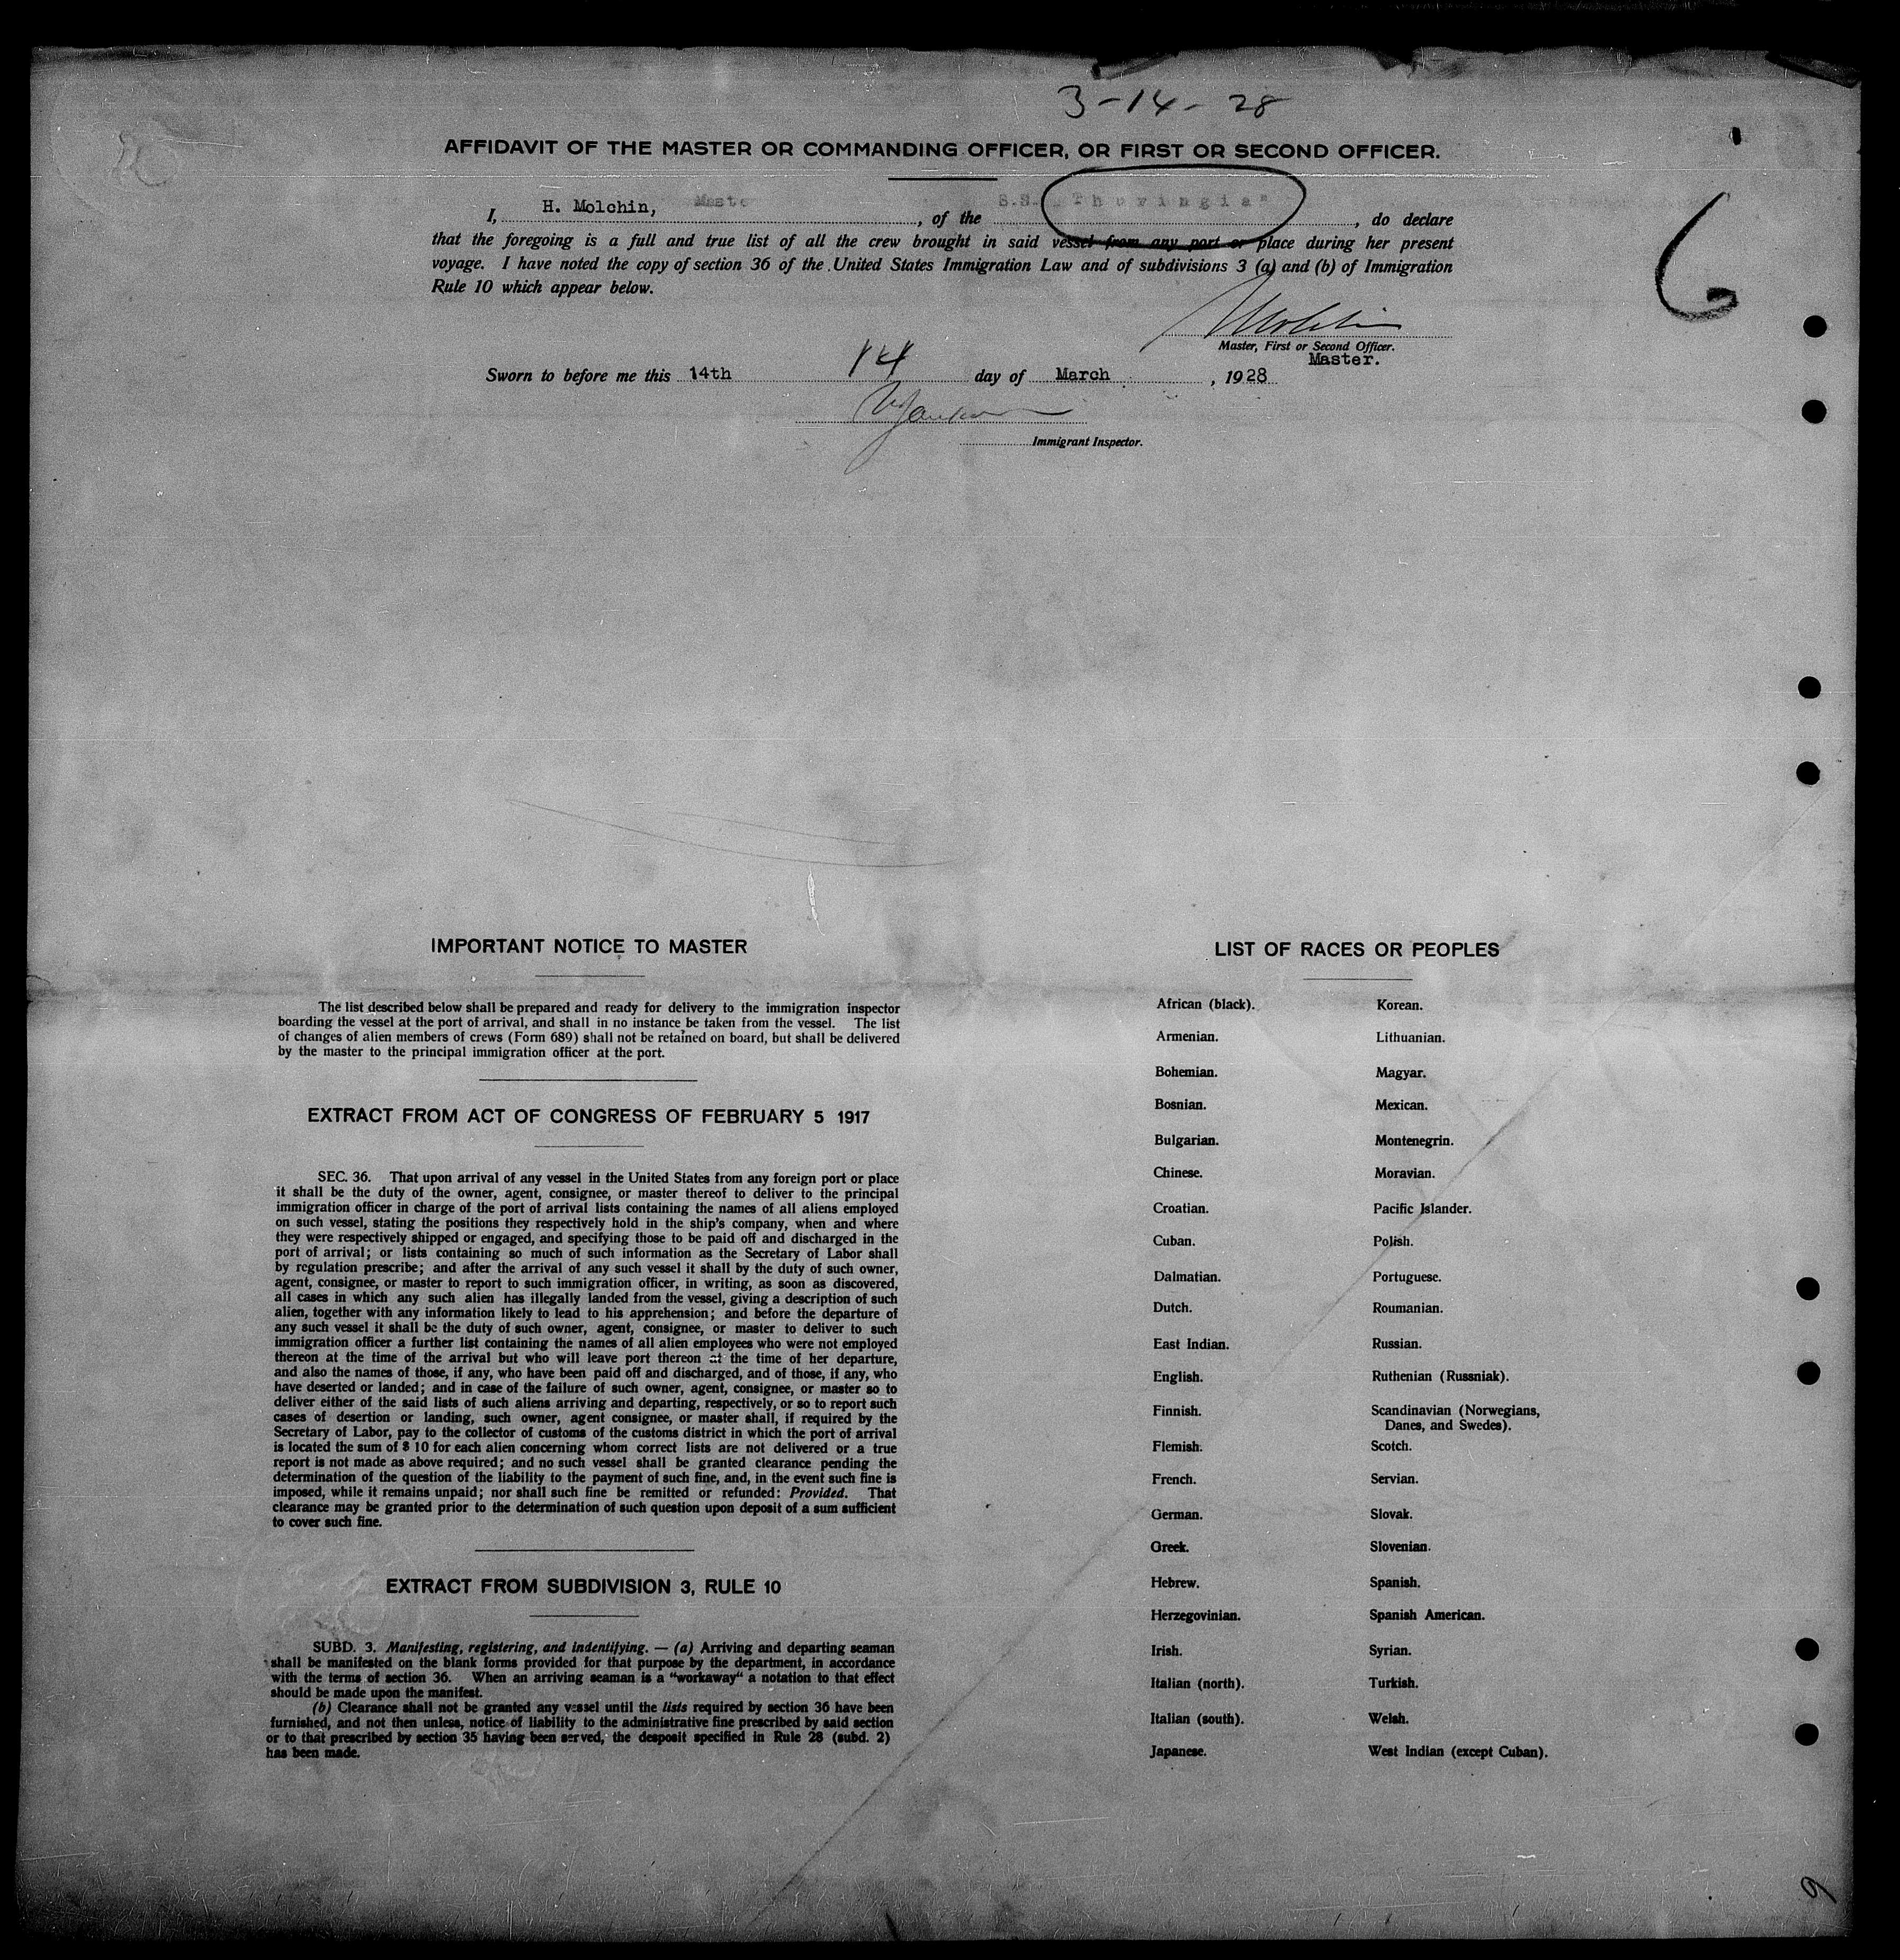 3-14-28
AFFIDAVIT OF THE MASTER OR COMMANDING OFFICER, OR FIRST OR SECOND OFFICER.
I, H. Molchin, Maste , of the S.S. "Thuringia" , do declare
that the foregoing is a full and true list of all the crew brought in said vessel from any port or place during her present
voyage. I have noted the copy of section 36 of the United States Immigration Law and of subdivisions 3 (a) and (b) of Immigration
Rule 10 which appear below.
6
Molchin
Master, First or Second Officer.
Master.
14
Sworn to before me this 14th day of March , 1928
Immigrant Inspector.
IMPORTANT NOTICE TO MASTER
The list described below shall be prepared and ready for delivery to the immigration inspector
boarding the vessel at the port of arrival, and shall in no instance be taken from the vessel. The list
of changes of alien members of crews (Form 689) shall not be retained on board, but shall be delivered
by the master to the principal immigration officer at the port.
EXTRACT FROM ACT OF CONGRESS OF FEBRUARY 5 1917
SEC. 36. That upon arrival of any vessel in the United States from any foreign port or place
it shall be the duty of the owner, agent, consignee, or master thereof to deliver to the principal
immigration officer in charge of the port of arrival lists containing the names of all aliens employed
on such vessel, stating the positions they respectively hold in the ship's company, when and where
they were respectively shipped or engaged, and specifying those to be paid off and discharged in the
port of arrival; or lists containing so much of such information as the Secretary of Labor shall
by regulation prescribe; and after the arrival of any such vessel it shall by the duty of such owner,
agent, consignee, or master to report to such immigration officer, in writing, as soon as discovered,
all cases in which any such alien has illegally landed from the vessel, giving a description of such
alien, together with any information likely to lead to his apprehension; and before the departure of
any such vessel it shall be the duty of such owner, agent, consignee, or master to deliver to such
immigration officer a further list containing the names of all alien employees who were not employed
thereon at the time of the arrival but who will leave port thereon at the time of her departure,
and also the names of those, if any, who have been paid off and discharged, and of those, if any, who
have deserted or landed; and in case of the failure of such owner, agent, consignee, or master so to
deliver either of the said lists of such aliens arriving and departing, respectively, or so to report such
cases of desertion or landing, such owner, agent consignee, or master shall, if required by the
Secretary of Labor, pay to the collector of customs of the customs district in which the port of arrival
is located the sum of $ 10 for each alien concerning whom correct lists are not delivered or a true
report is not made as above required; and no such vessel shall be granted clearance pending the
determination of the question of the liability to the payment of such fine, and, in the event such fine is
imposed, while it remains unpaid; nor shall such fine be remitted or refunded: Provided. That
clearance may be granted prior to the determination of such question upon deposit of a sum sufficient
to cover such fine.
EXTRACT FROM SUBDIVISION 3, RULE 10
SUBD. 3. Manifesting, registering, and indentifying. — (a) Arriving and departing seaman
shall be manifested on the blank forms provided for that purpose by the department, in accordance
with the terms of section 36. When an arriving seaman is a "workaway" a notation to that effect
should be made upon the manifest.
(b) Clearance shall not be granted any vessel until the lists required by section 36 have been
furnished, and not then unless, notice of liability to the administrative fine prescribed by said section
or to that prescribed by section 35 having been served, the desposit specified in Rule 28 (subd. 2)
has been made.
LIST OF RACES OR PEOPLES
African (black). Korean.
Armenian. Lithuanian.
Bohemian. Magyar.
Bosnian. Mexican.
Bulgarian. Montenegrin.
Chinese. Moravian.
Croatian. Pacific Islander.
Cuban. Polish.
Dalmatian. Portuguese.
Dutch. Roumanian.
East Indian. Russian.
English. Ruthenian (Russniak).
Finnish. Scandinavian (Norwegians,
Danes, and Swedes).
Flemish. Scotch.
French. Servian.
German. Slovak.
Greek. Slovenian.
Hebrew. Spanish.
Herzegovinian. Spanish American.
Irish. Syrian.
Italian (north). Turkish.
Italian (south). Welsh.
Japanese. West Indian (except Cuban).